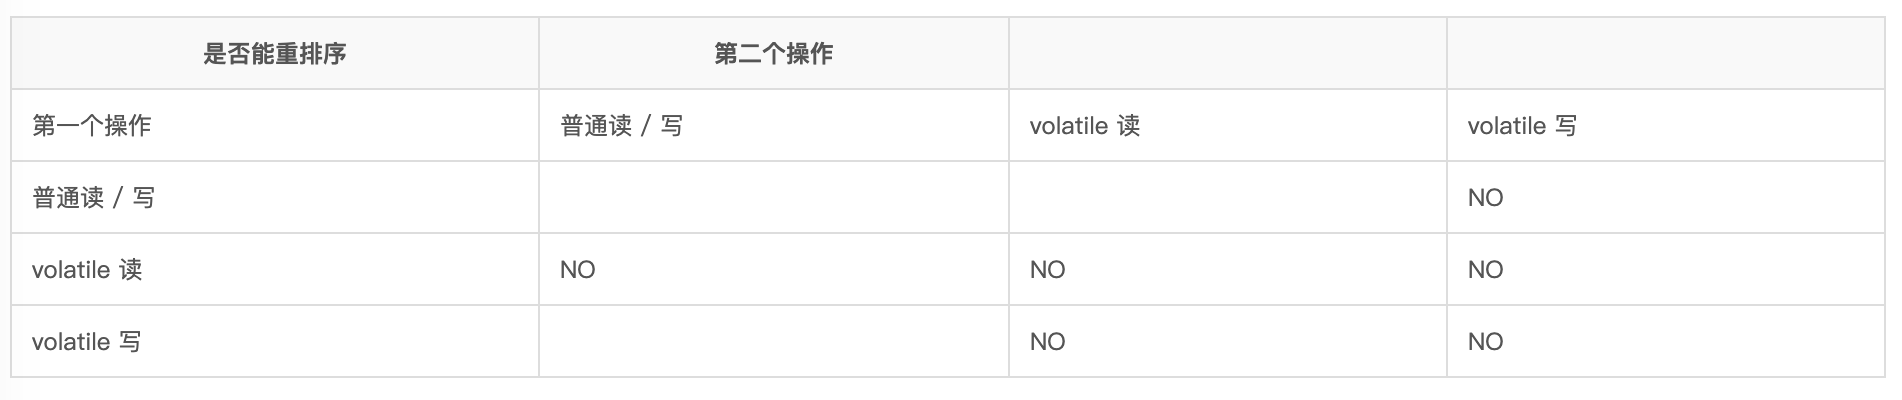 是否能重排序 第二个操作
第一个操作 普通读 / 写 volatile 读 volatile 写
普通读 / 写 NO
volatile 读 NO NO NO
volatile 写 NO NO